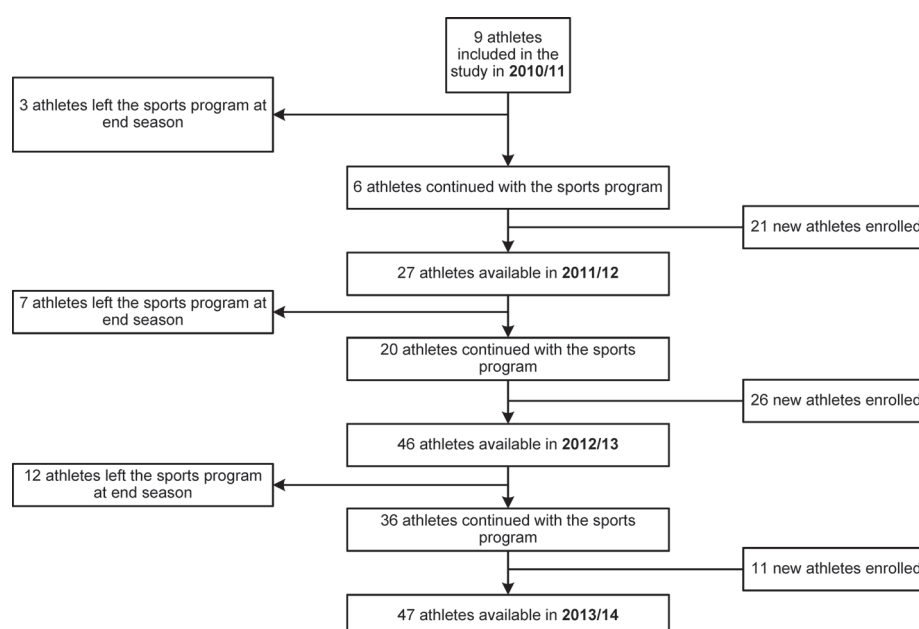 9 athletes
included in the
study in 2010/11
3 athletes left the sports program at
end season
6 athletes continued with the sports program
21 new athletes enrolled
27 athletes available in 2011/12
7 athletes left the sports program at
end season
20 athletes continued with the sports
program
26 new athletes enrolled
46 athletes available in 2012/13
12 athletes left the sports program
at end season
36 athletes continued with the sports
program
11 new athletes enrolled
47 athletes available in 2013/14